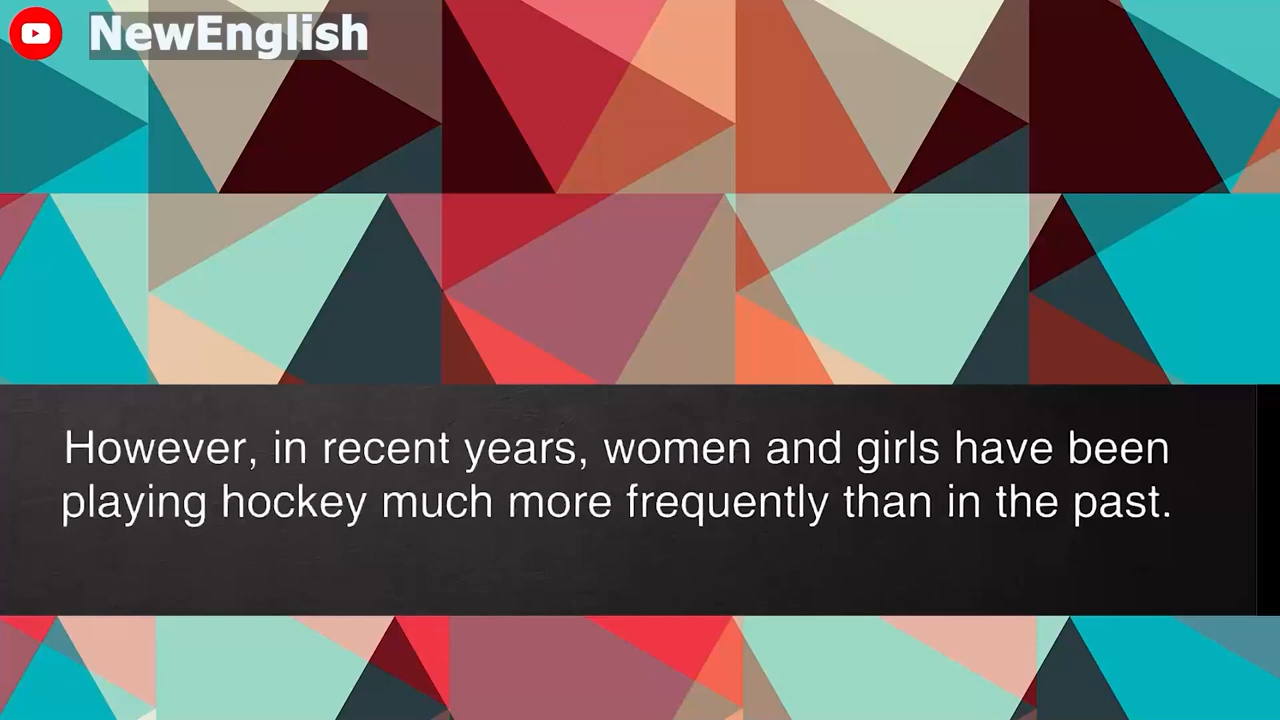 NewEnglish
However, in recent years, women and girls have been
playing hockey much more frequently than in the past.